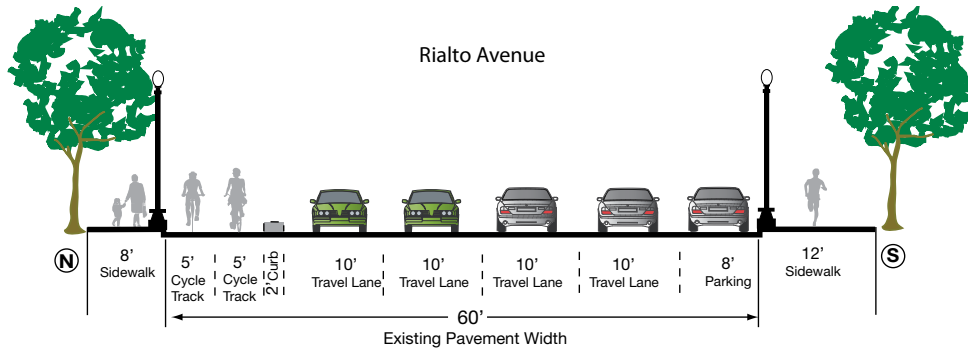 Rialto Avenue
N
8’
Sidewalk
5’
Cycle
Track
5’
Cycle
Track
2’ Curb
10’
Travel Lane
10’
Travel Lane
10’
Travel Lane
10’
Travel Lane
8’
Parking
12’
Sidewalk
S
60’
Existing Pavement Width